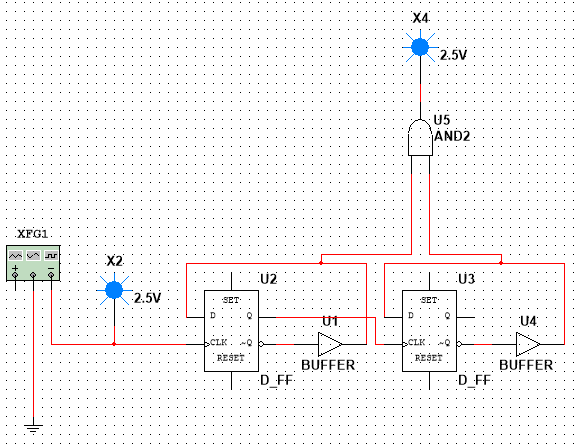 X4
2.5V
U5
AND2
XFG1
+
−
X2
2.5V
U2
SET
D Q
CLK ~Q
RESET
D_FF
U1
BUFFER
U3
SET
D Q
CLK ~Q
RESET
D_FF
U4
BUFFER